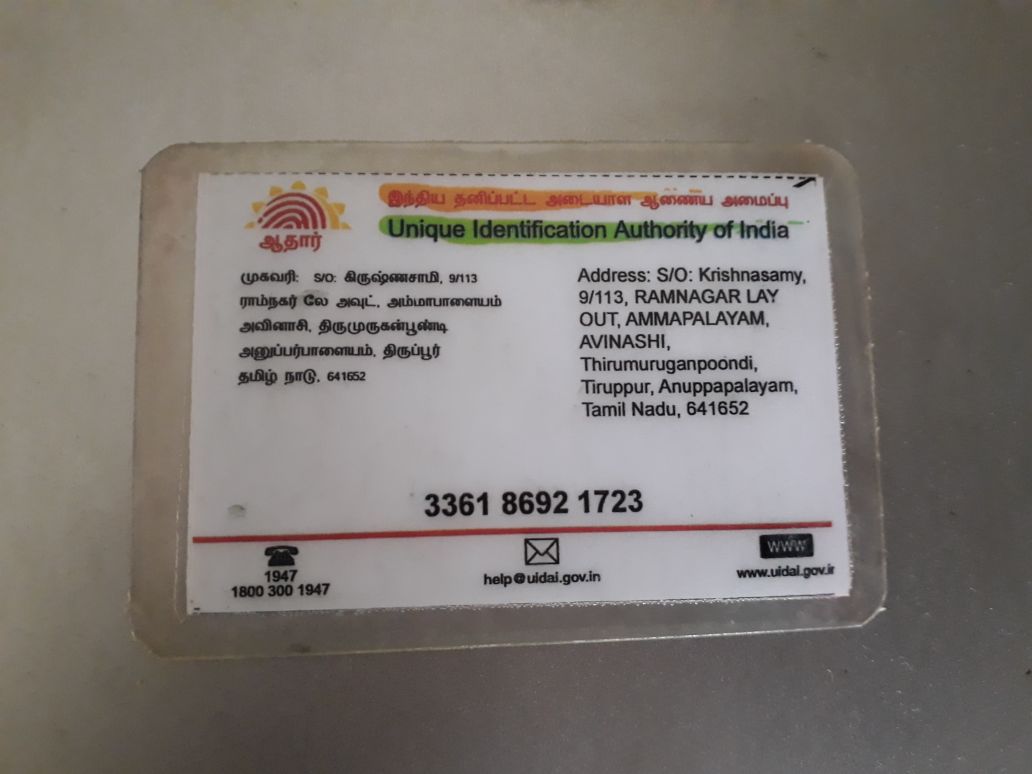 இந்திய தனிப்பட்ட அடையாள ஆணைய அமைப்பு
Unique Identification Authority of India
ஆதார்
முகவரி: S/O: கிருஷ்ணசாமி, 9/113
ராம்நகர் லே அவுட், அம்மாபாளையம்
அவினாசி, திருமுருகன்பூண்டி
அனுப்பர்பாளையம், திருப்பூர்
தமிழ் நாடு, 641652
Address: S/O: Krishnasamy,
9/113, RAMNAGAR LAY
OUT, AMMAPALAYAM,
AVINASHI,
Thirumuruganpoondi,
Tiruppur, Anuppapalayam,
Tamil Nadu, 641652
3361 8692 1723
1947
1800 300 1947
help@uidai.gov.in
WWW
www.uidai.gov.in